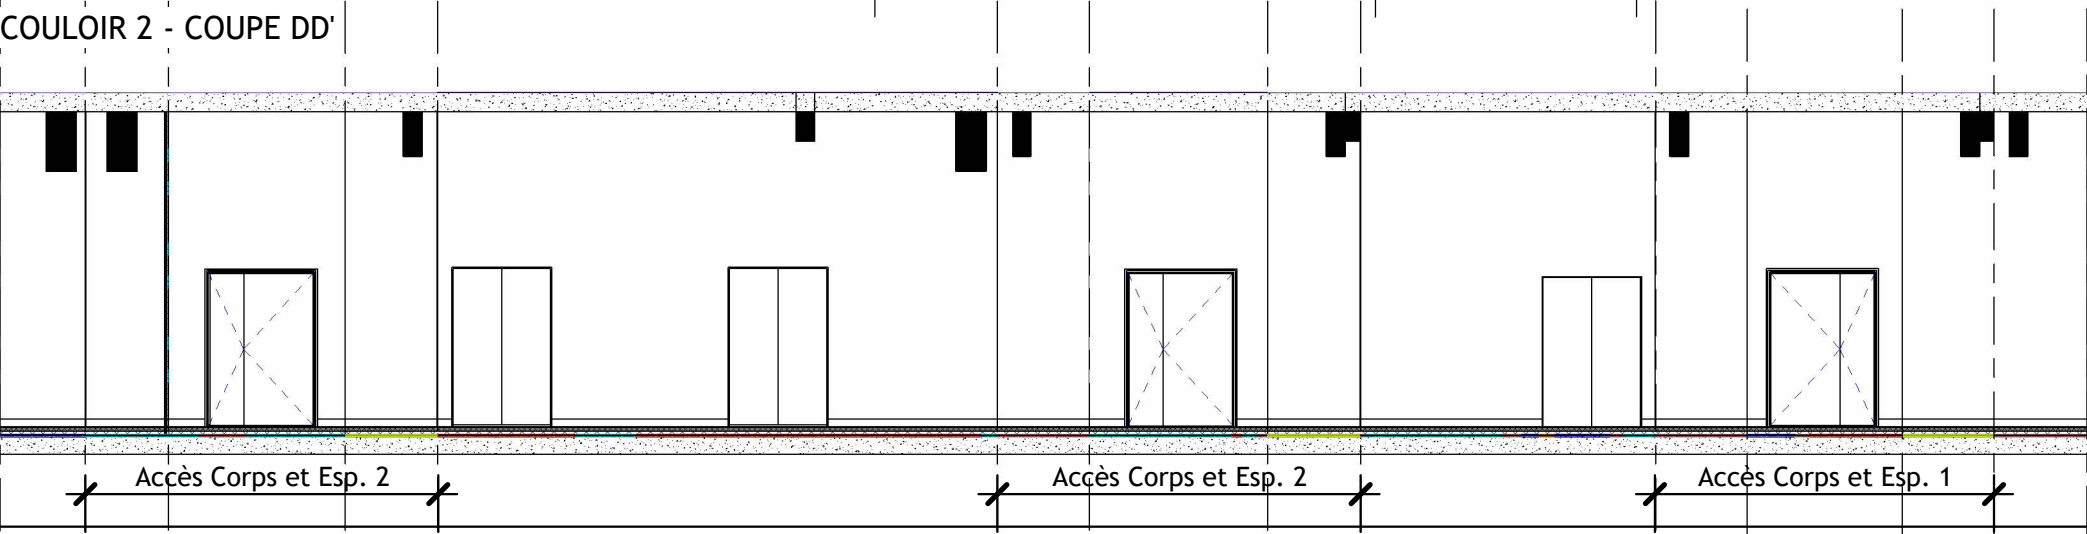 COULOIR 2 - COUPE DD'
Accès Corps et Esp. 2
Accès Corps et Esp. 2
Accès Corps et Esp. 1